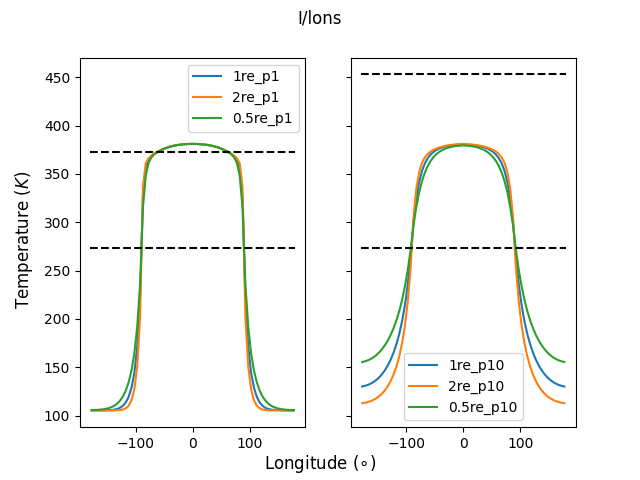 I/lons
Temperature (K)
450
400
350
300
250
200
150
100
1re_p1
2re_p1
0.5re_p1
−100
0
100
1re_p10
2re_p10
0.5re_p10
−100
0
100
Longitude (∘)